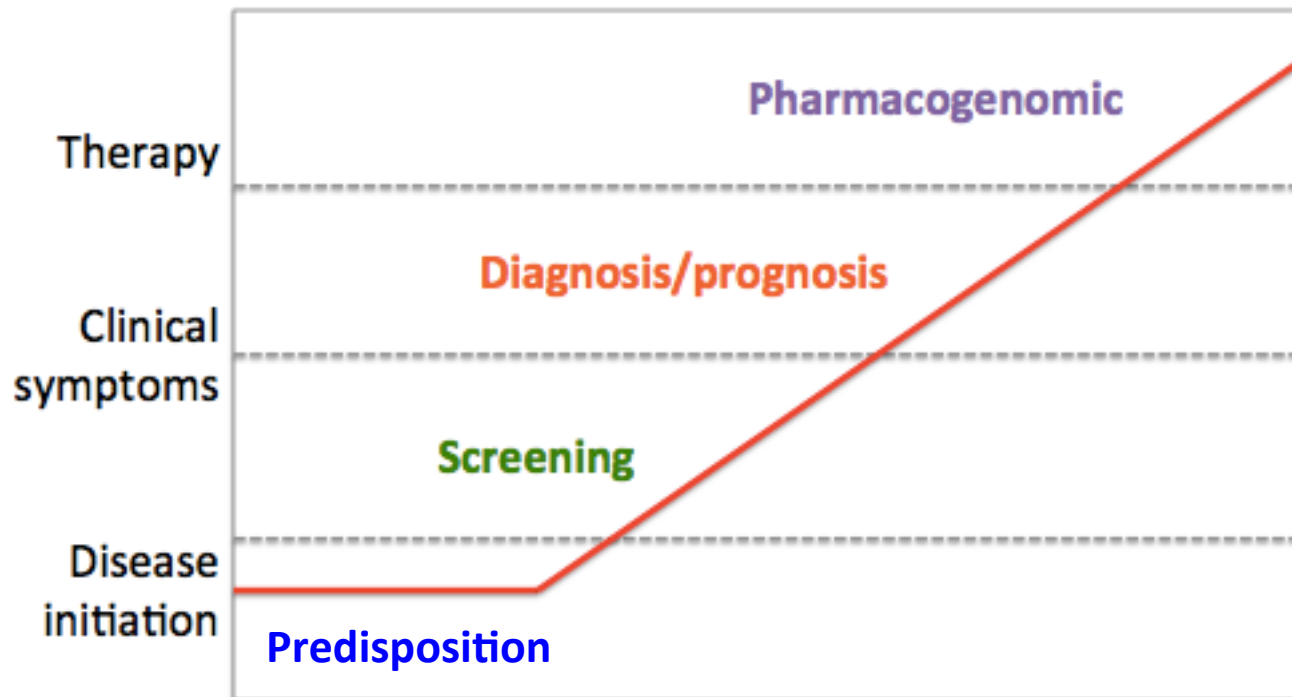 Pharmacogenomic
Therapy
Diagnosis/prognosis
Clinical
symptoms
Screening
Disease
initiation
Predisposition